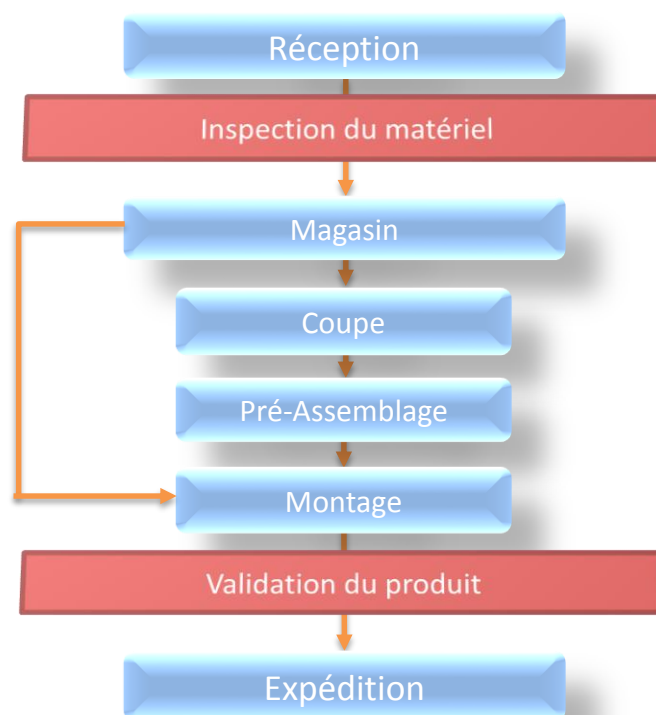 Réception
Inspection du matériel
Magasin
Coupe
Pré-Assemblage
Montage
Validation du produit
Expédition